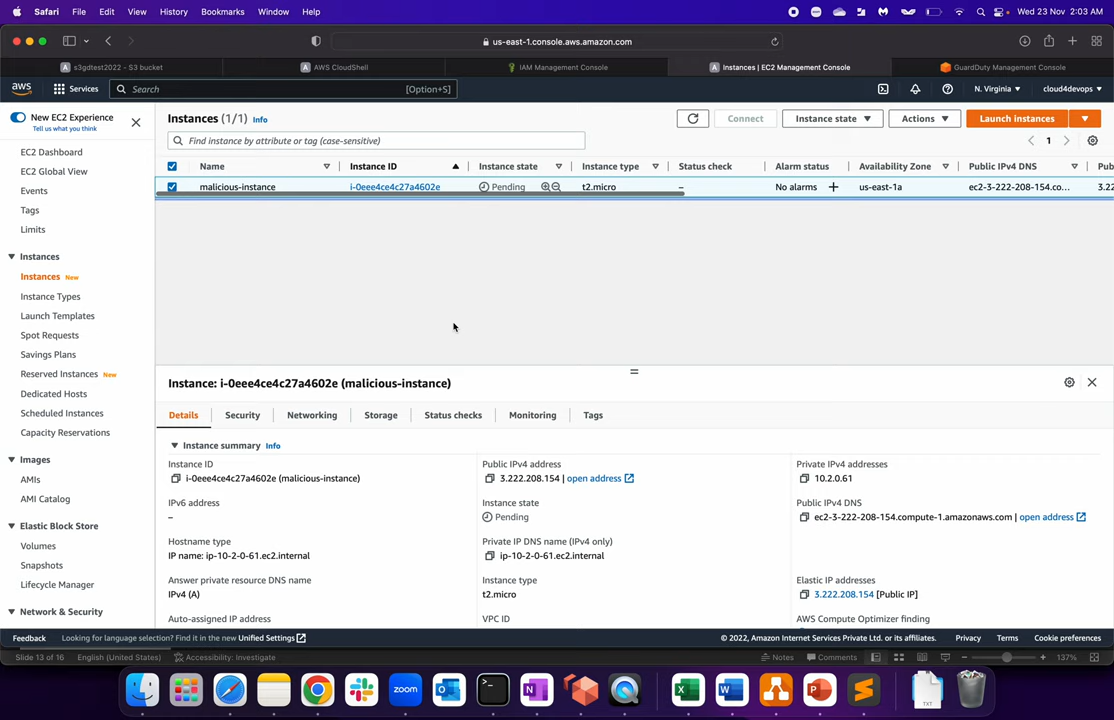 Safari File Edit View History Bookmarks Window Help Wed 23 Nov 2:03 AM
us-east-1.console.aws.amazon.com
s3gdtest2022 - S3 bucket AWS CloudShell IAM Management Console Instances | EC2 Management Console GuardDuty Management Console
aws Services Search [Option+S] N. Virginia cloud4devops
New EC2 Experience
Tell us what you think
EC2 Dashboard
EC2 Global View
Events
Tags
Limits
Instances
Instances New
Instance Types
Launch Templates
Spot Requests
Savings Plans
Reserved Instances New
Dedicated Hosts
Scheduled Instances
Capacity Reservations
Images
AMIs
AMI Catalog
Elastic Block Store
Volumes
Snapshots
Lifecycle Manager
Network & Security
Instances (1/1) Info Connect Instance state Actions Launch instances
Find instance by attribute or tag (case-sensitive) 1
Name Instance ID Instance state Instance type Status check Alarm status Availability Zone Public IPv4 DNS Pub
malicious-instance i-0eee4ce4c27a4602e Pending t2.micro – No alarms us-east-1a ec2-3-222-208-154.co... 3.22
Instance: i-0eee4ce4c27a4602e (malicious-instance)
Details Security Networking Storage Status checks Monitoring Tags
Instance summary Info
Instance ID Public IPv4 address Private IPv4 addresses
i-0eee4ce4c27a4602e (malicious-instance) 3.222.208.154 | open address 10.2.0.61
IPv6 address Instance state Public IPv4 DNS
– Pending ec2-3-222-208-154.compute-1.amazonaws.com | open address
Hostname type Private IP DNS name (IPv4 only)
IP name: ip-10-2-0-61.ec2.internal ip-10-2-0-61.ec2.internal
Answer private resource DNS name Instance type Elastic IP addresses
IPv4 (A) t2.micro 3.222.208.154 [Public IP]
Auto-assigned IP address VPC ID AWS Compute Optimizer finding
Feedback Looking for language selection? Find it in the new Unified Settings © 2022, Amazon Internet Services Private Ltd. or its affiliates. Privacy Terms Cookie preferences
Slide 13 of 16 English (United States) Accessibility: Investigate Notes Comments 137%
zoom
TXT